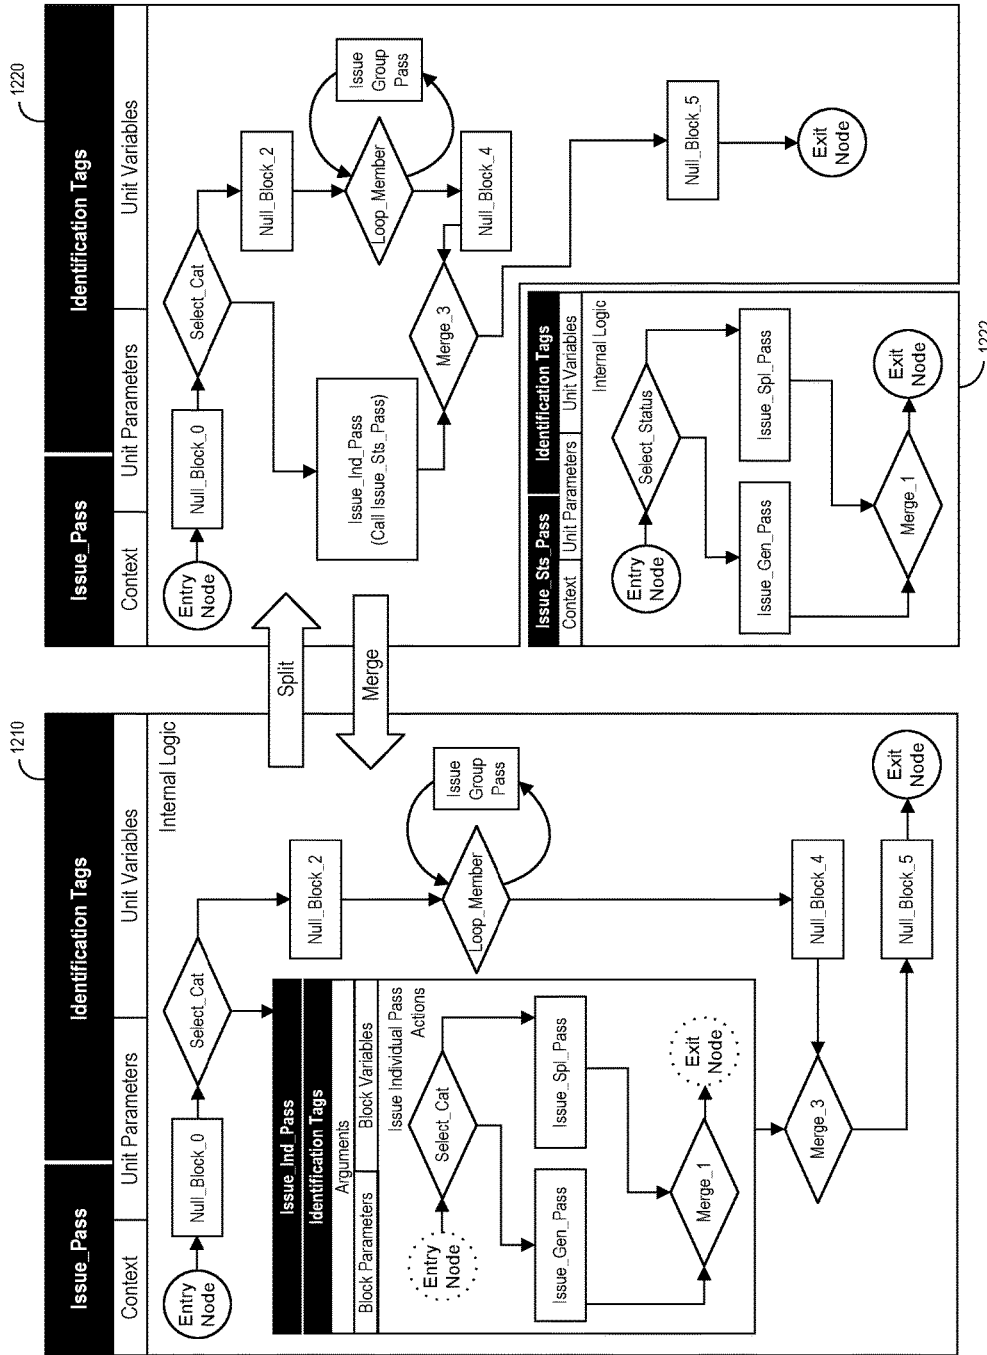 1210
Issue_Pass
Identification Tags
Context
Unit Parameters
Unit Variables
Internal Logic
Entry
Node
Null_Block_0
Select_Cat
Null_Block_2
Issue_Ind_Pass
Identification Tags
Arguments
Block Parameters
Block Variables
Issue Individual Pass
Actions
Entry
Node
Select_Cat
Issue_Gen_Pass
Issue_Spl_Pass
Merge_1
Exit
Node
Loop_Member
Issue
Group
Pass
Null_Block_4
Merge_3
Null_Block_5
Exit
Node
Split
Merge
1220
Issue_Pass
Identification Tags
Context
Unit Parameters
Unit Variables
Entry
Node
Null_Block_0
Select_Cat
Null_Block_2
Issue_Ind_Pass
(Call Issue_Sts_Pass)
Loop_Member
Issue
Group
Pass
Null_Block_4
Merge_3
Null_Block_5
Exit
Node
Issue_Sts_Pass
Identification Tags
Context
Unit Parameters
Unit Variables
Internal Logic
Entry
Node
Select_Status
Issue_Gen_Pass
Issue_Spl_Pass
Merge_1
Exit
Node
1222